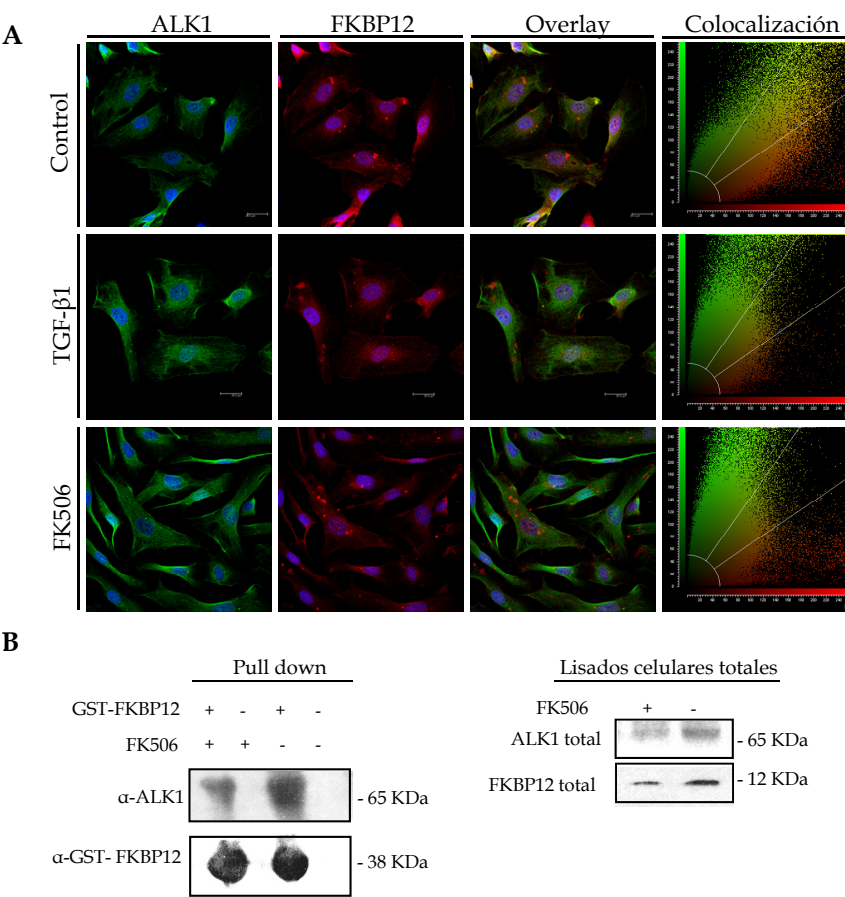 A
ALK1 FKBP12 Overlay Colocalización
Control
TGF-β1
FK506
B
Pull down
GST-FKBP12 + - + -
FK506 + + - -
α-ALK1 - 65 KDa
α-GST- FKBP12 - 38 KDa
Lisados celulares totales
FK506 + -
ALK1 total - 65 KDa
FKBP12 total - 12 KDa